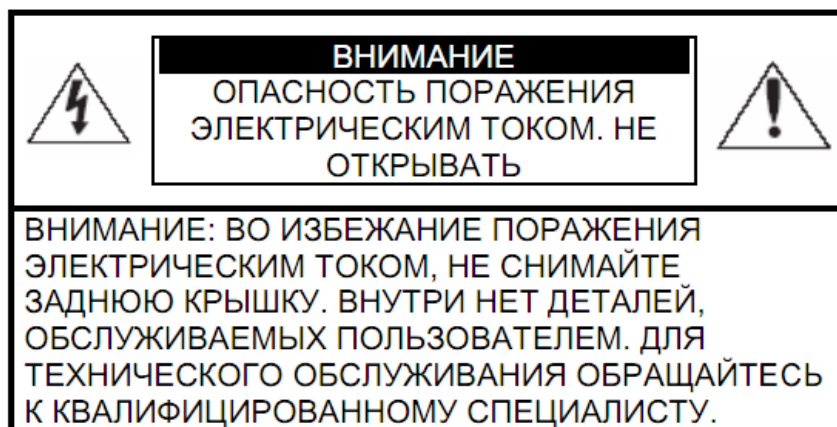 ВНИМАНИЕ
ОПАСНОСТЬ ПОРАЖЕНИЯ
ЭЛЕКТРИЧЕСКИМ ТОКОМ. НЕ
ОТКРЫВАТЬ
ВНИМАНИЕ: ВО ИЗБЕЖАНИЕ ПОРАЖЕНИЯ
ЭЛЕКТРИЧЕСКИМ ТОКОМ, НЕ СНИМАЙТЕ
ЗАДНЮЮ КРЫШКУ. ВНУТРИ НЕТ ДЕТАЛЕЙ,
ОБСЛУЖИВАЕМЫХ ПОЛЬЗОВАТЕЛЕМ. ДЛЯ
ТЕХНИЧЕСКОГО ОБСЛУЖИВАНИЯ ОБРАЩАЙТЕСЬ
К КВАЛИФИЦИРОВАННОМУ СПЕЦИАЛИСТУ.